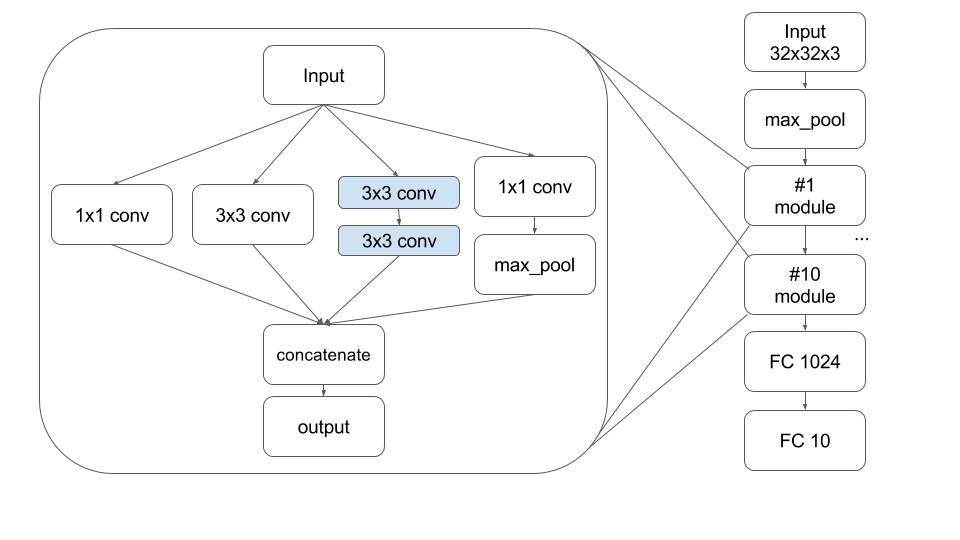 Input
1x1 conv
3x3 conv
3x3 conv
3x3 conv
1x1 conv
max_pool
concatenate
output
Input
32x32x3
max_pool
#1
module
...
#10
module
FC 1024
FC 10